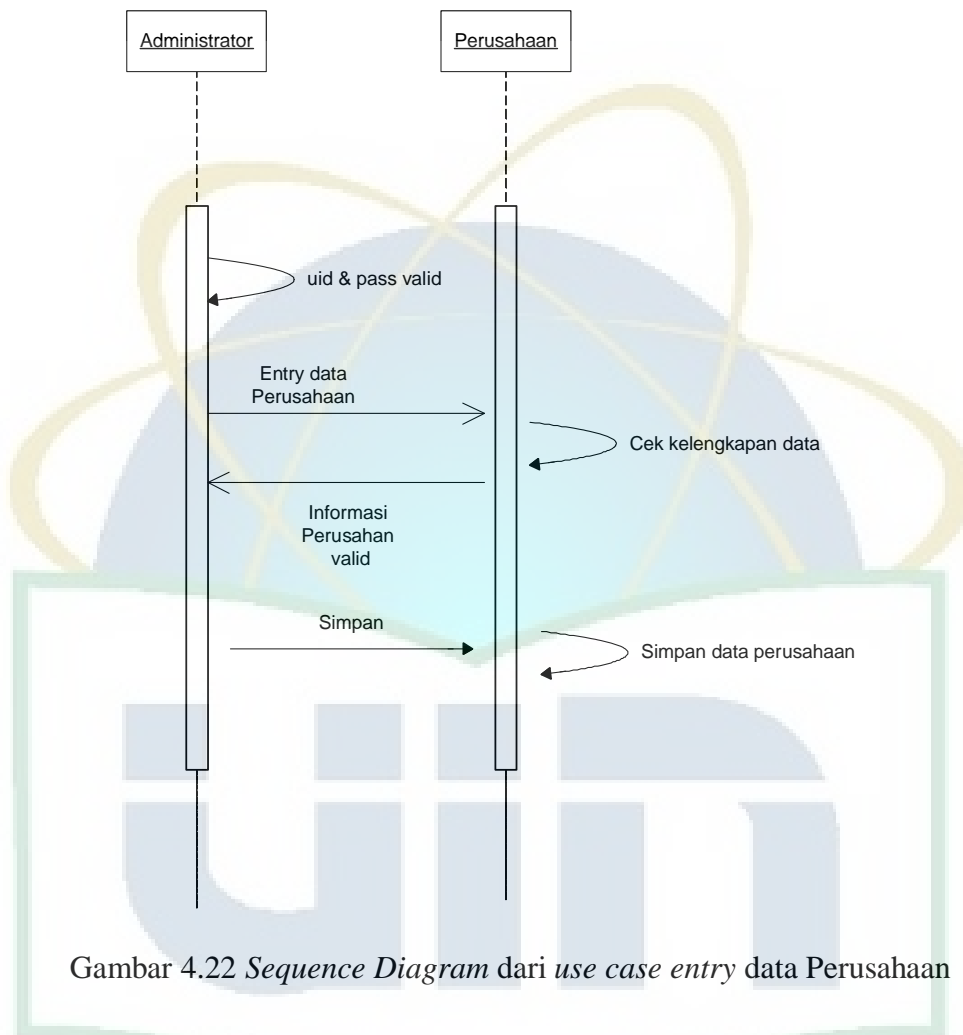 Administrator
Perusahaan
uid & pass valid
Entry data
Perusahaan
Cek kelengkapan data
Informasi
Perusahan
valid
Simpan
Simpan data perusahaan
uin
Gambar 4.22 Sequence Diagram dari use case entry data Perusahaan